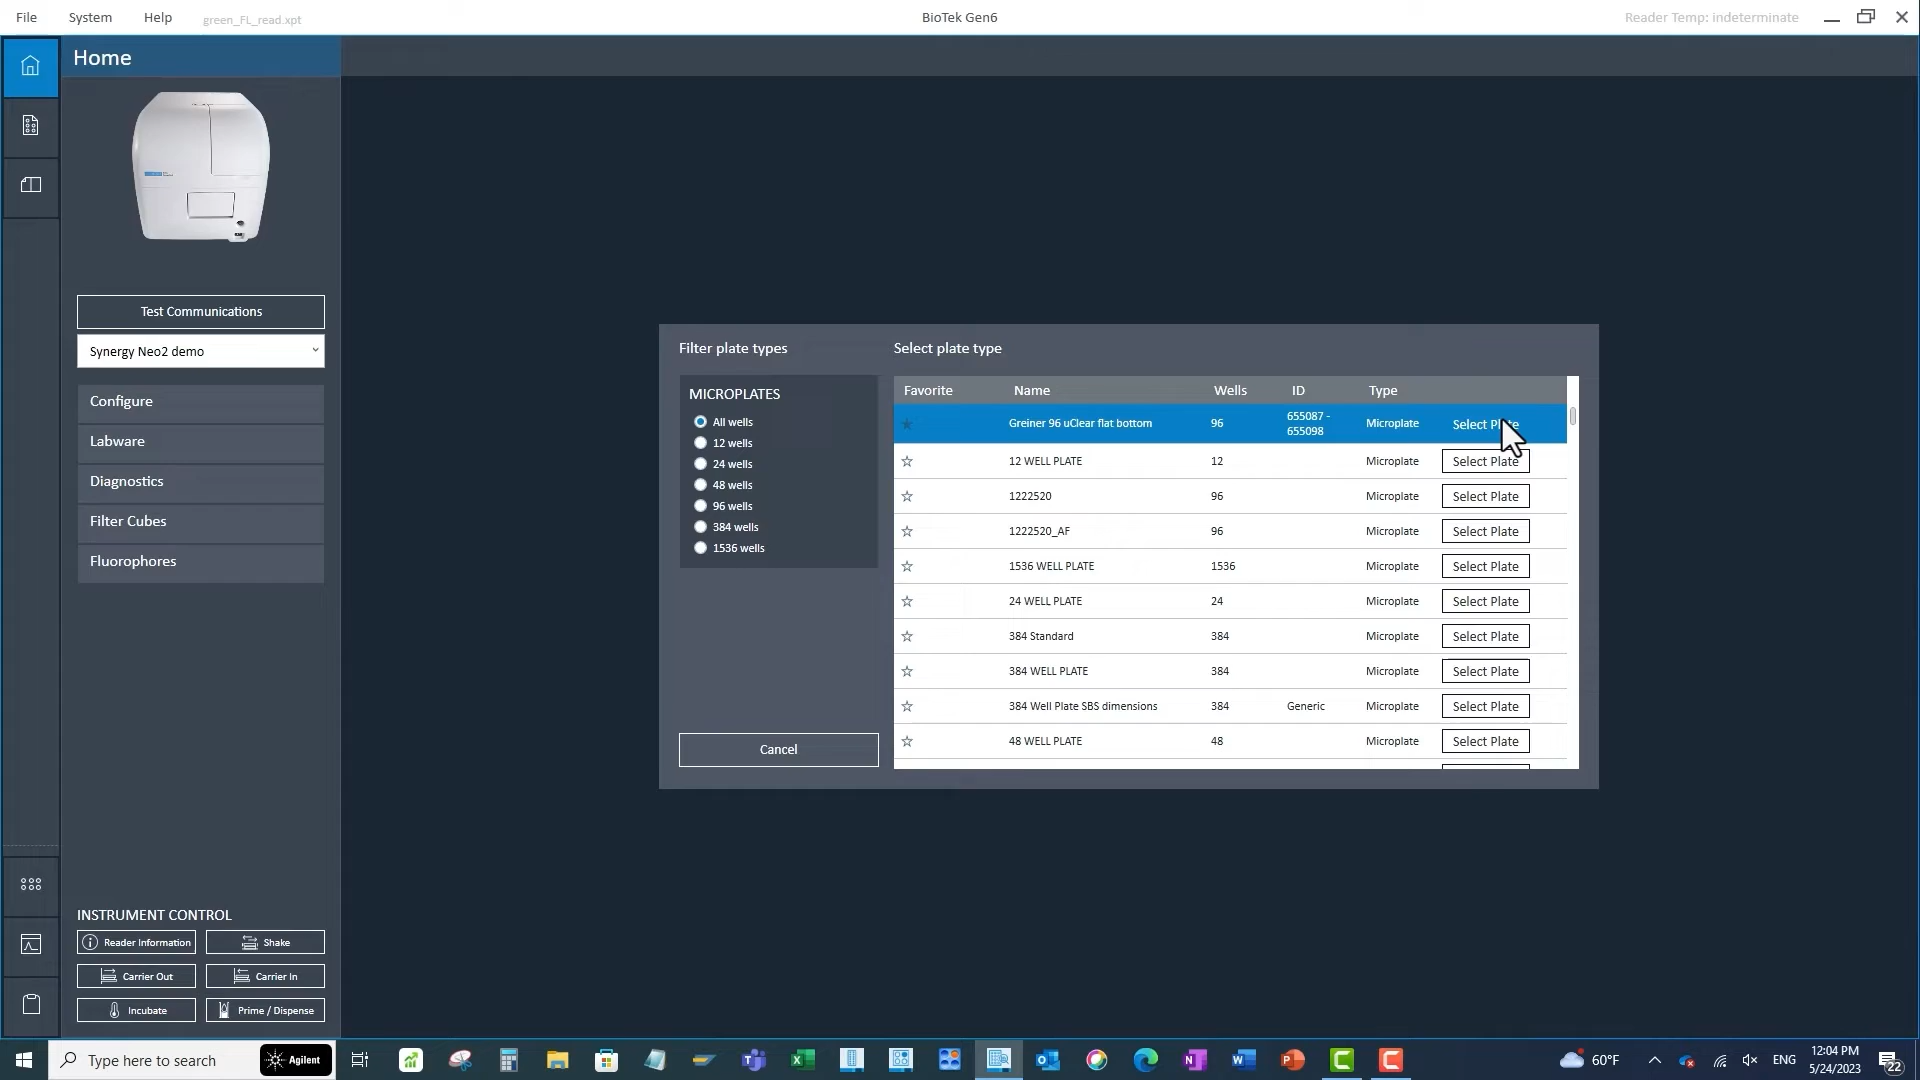 File System Help green_FL_read.xpt BioTek Gen6 Reader Temp: indeterminate
Home
Test Communications
Synergy Neo2 demo
Configure
Labware
Diagnostics
Filter Cubes
Fluorophores
INSTRUMENT CONTROL
Reader Information Shake
Carrier Out Carrier In
Incubate Prime / Dispense
Filter plate types
MICROPLATES
All wells
12 wells
24 wells
48 wells
96 wells
384 wells
1536 wells
Cancel
Select plate type
Favorite Name Wells ID Type
Greiner 96 uClear flat bottom 96 655087 - 655098 Microplate Select Plate
12 WELL PLATE 12 Microplate Select Plate
1222520 96 Microplate Select Plate
1222520_AF 96 Microplate Select Plate
1536 WELL PLATE 1536 Microplate Select Plate
24 WELL PLATE 24 Microplate Select Plate
384 Standard 384 Microplate Select Plate
384 WELL PLATE 384 Microplate Select Plate
384 Well Plate SBS dimensions 384 Generic Microplate Select Plate
48 WELL PLATE 48 Microplate Select Plate
Type here to search Agilent 60°F ENG 12:04 PM
5/24/2023 22